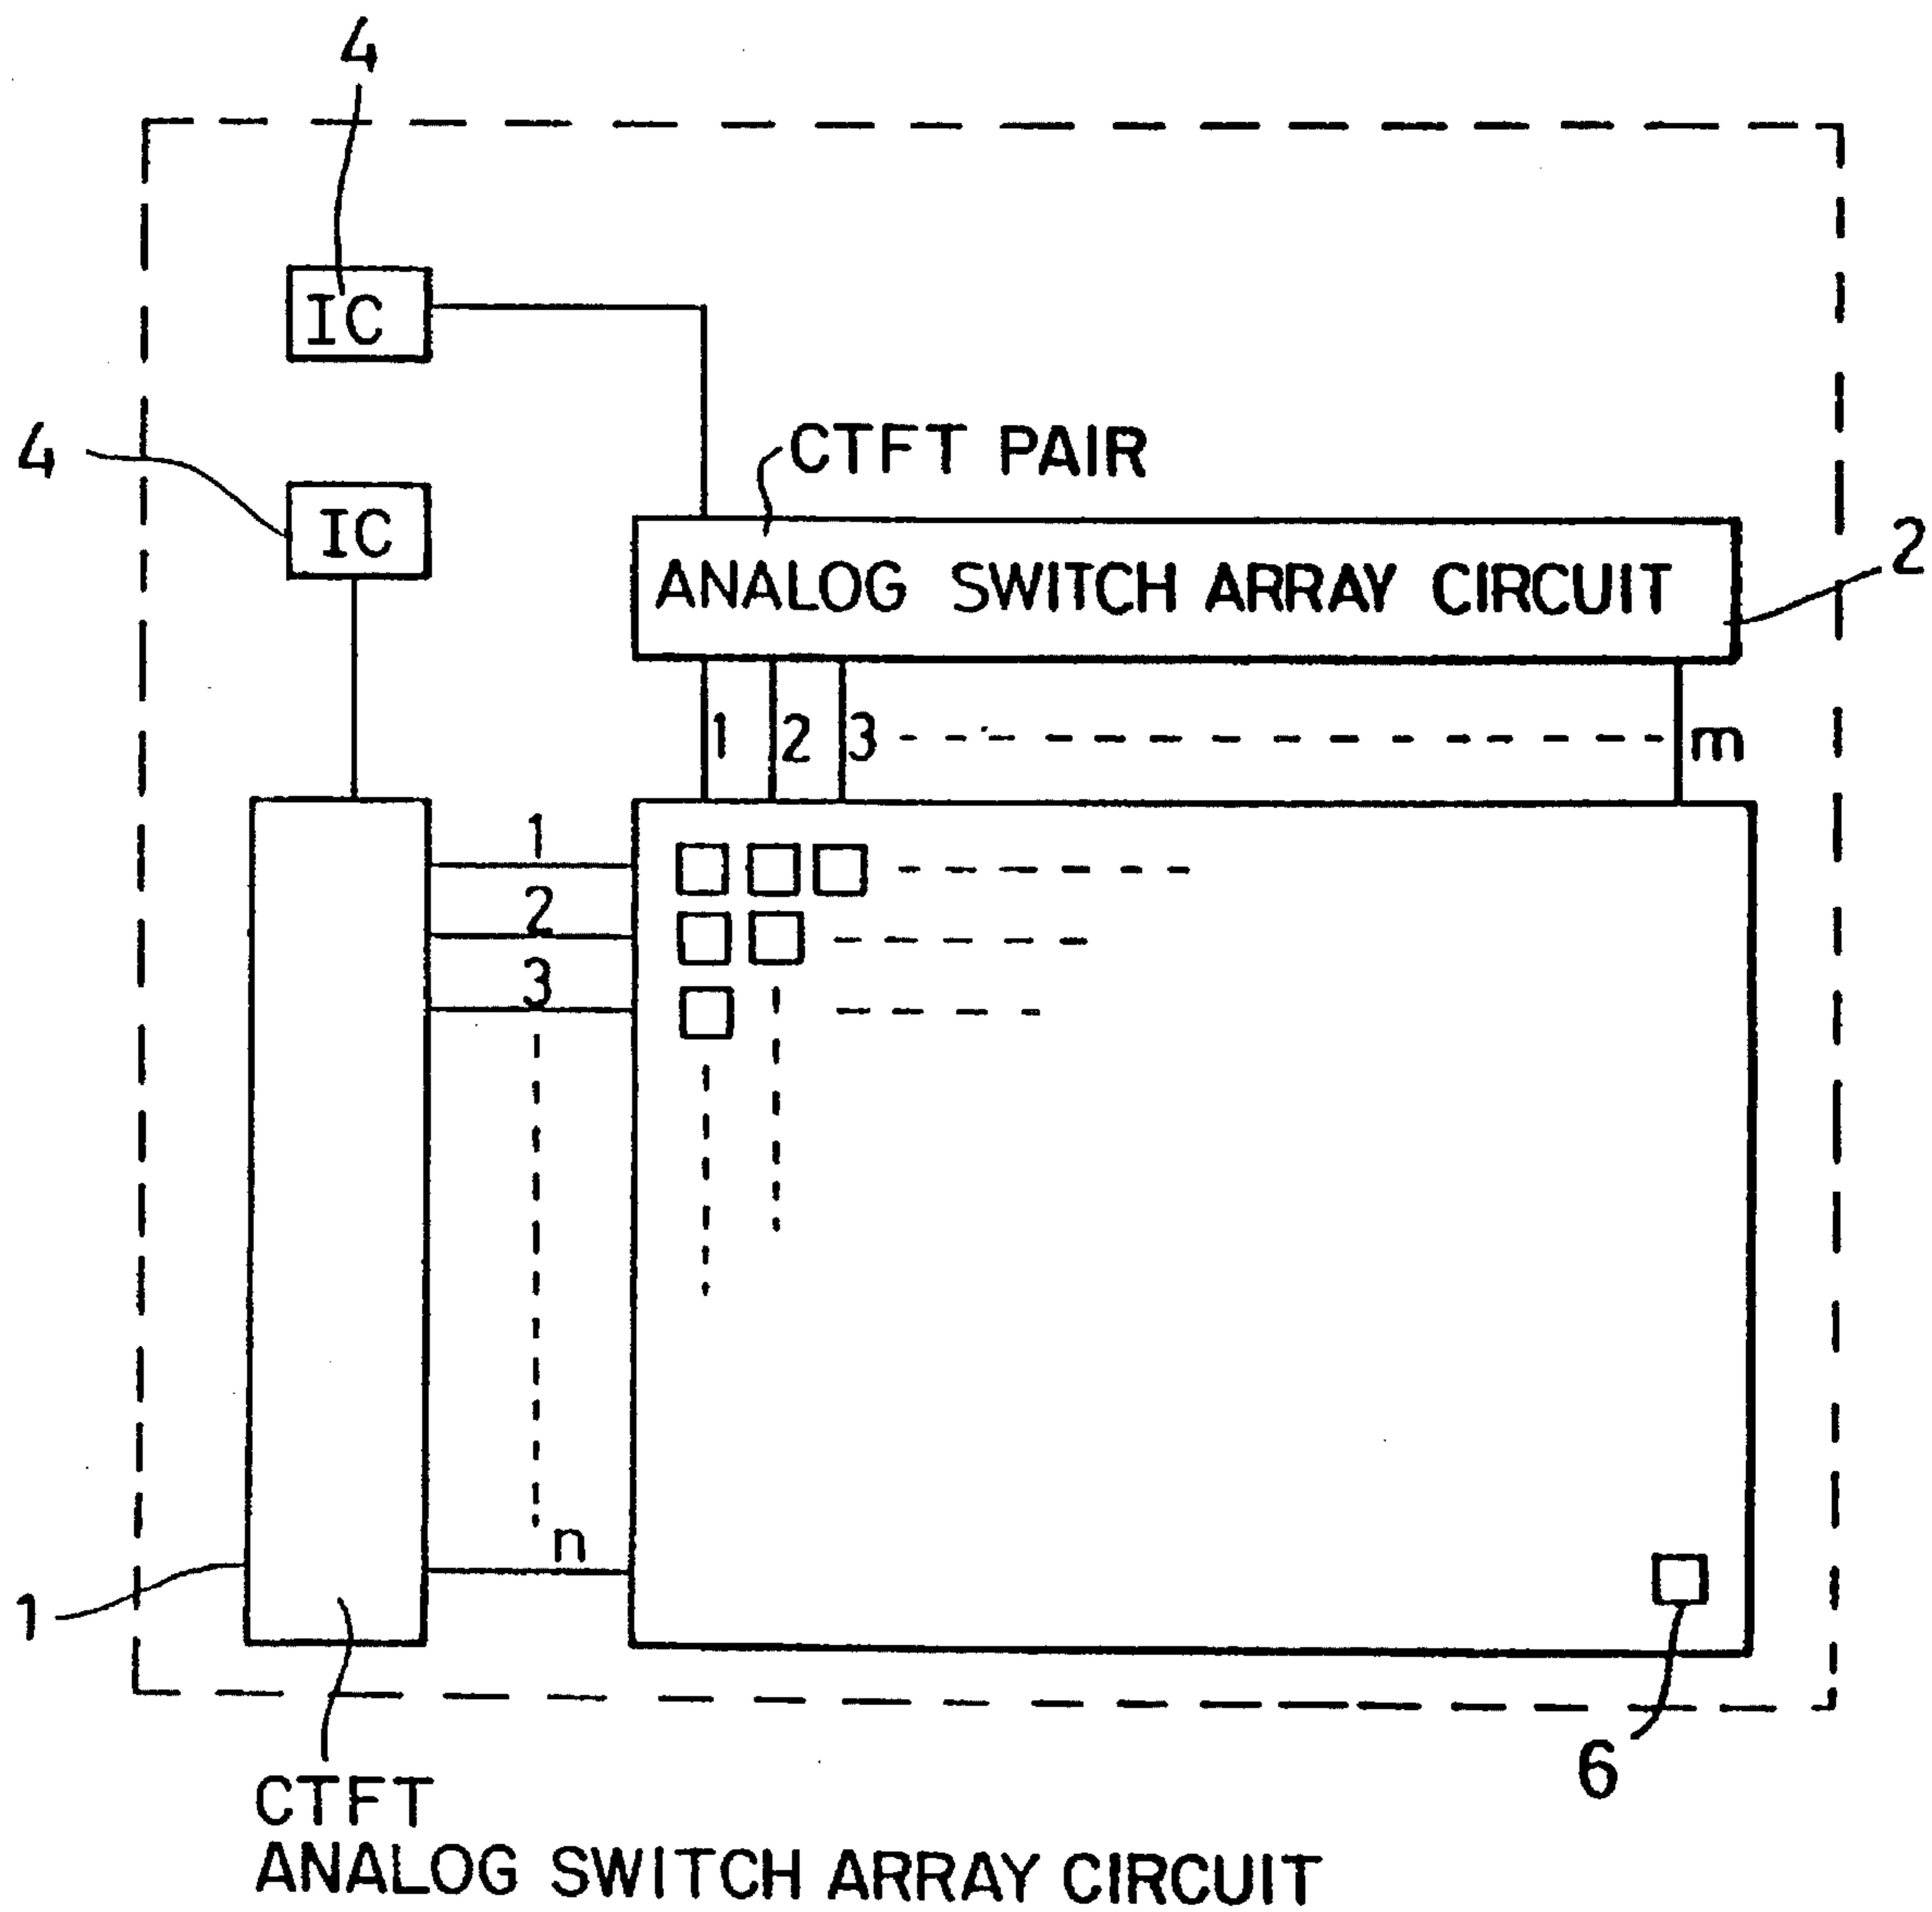 4
IC
4
CTFT PAIR
IC
ANALOG SWITCH ARRAY CIRCUIT
2
1 2 3 m
1
2
3
n
1
6
CTFT
ANALOG SWITCH ARRAY CIRCUIT